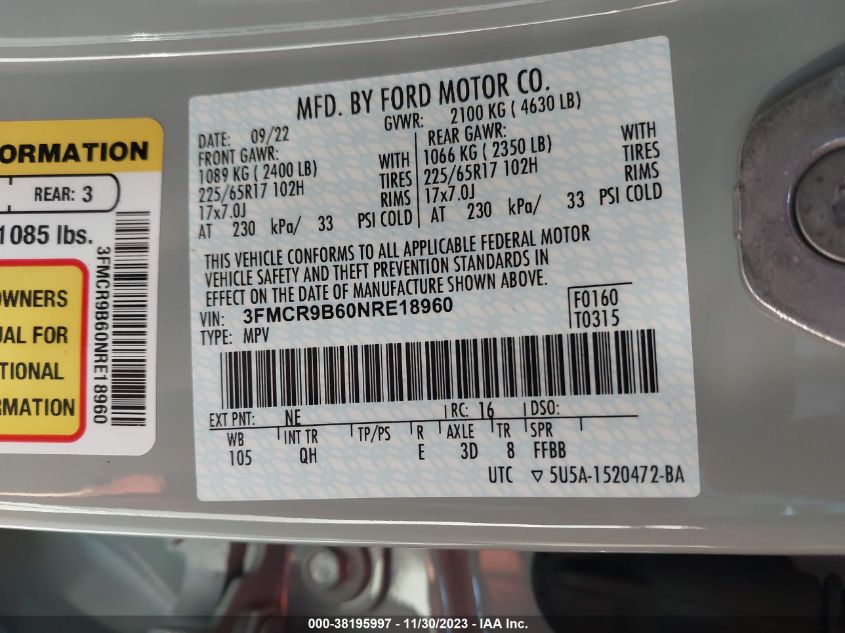 ORMATION
REAR: 3
1085 lbs.
OWNERS
UAL FOR
TIONAL
RMATION
3FMCR9B60NRE18960
MFD. BY FORD MOTOR CO.
DATE: 09/22 GVWR: 2100 KG ( 4630 LB)
FRONT GAWR: REAR GAWR:
1089 KG ( 2400 LB) WITH 1066 KG ( 2350 LB) WITH
225/65R17 102H TIRES 225/65R17 102H TIRES
17x7.0J RIMS 17x7.0J RIMS
AT 230 kPa/ 33 PSI COLD AT 230 kPa/ 33 PSI COLD
THIS VEHICLE CONFORMS TO ALL APPLICABLE FEDERAL MOTOR
VEHICLE SAFETY AND THEFT PREVENTION STANDARDS IN
EFFECT ON THE DATE OF MANUFACTURE SHOWN ABOVE.
VIN: 3FMCR9B60NRE18960 F0160
TYPE: MPV T0315
EXT PNT: NE RC: 16 DSO:
WB INT TR TP/PS R AXLE TR SPR
105 QH E 3D 8 FFBB
UTC ▽ 5U5A-1520472-BA
000-38195997 - 11/30/2023 - IAA Inc.